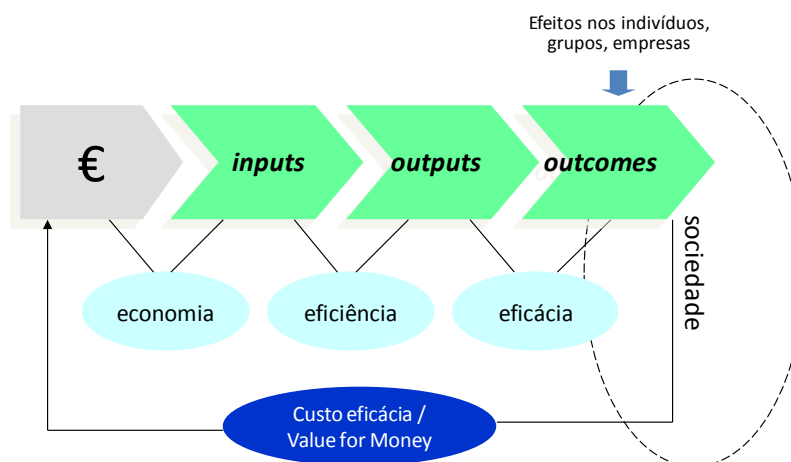 Efeitos nos indivíduos,
grupos, empresas
€
inputs
outputs
outcomes
sociedade
economia
eficiência
eficácia
Custo eficácia /
Value for Money